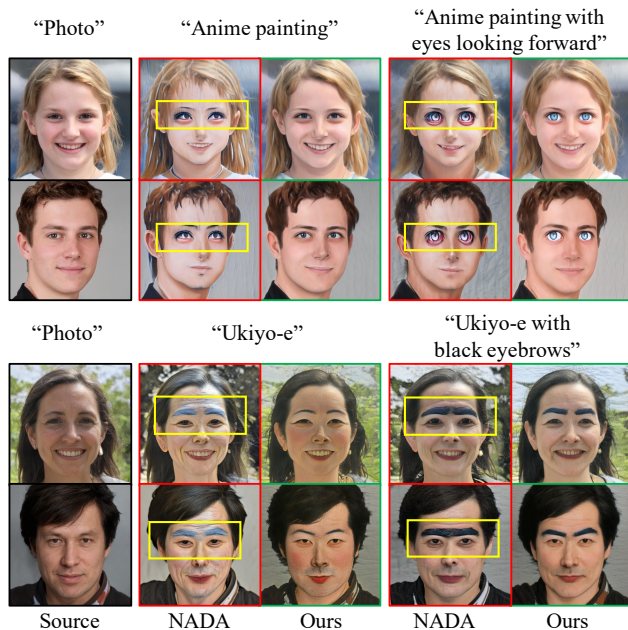 “Photo”
“Anime painting”
“Anime painting with
eyes looking forward”
“Photo”
“Ukiyo-e”
“Ukiyo-e with
black eyebrows”
Source
NADA
Ours
NADA
Ours